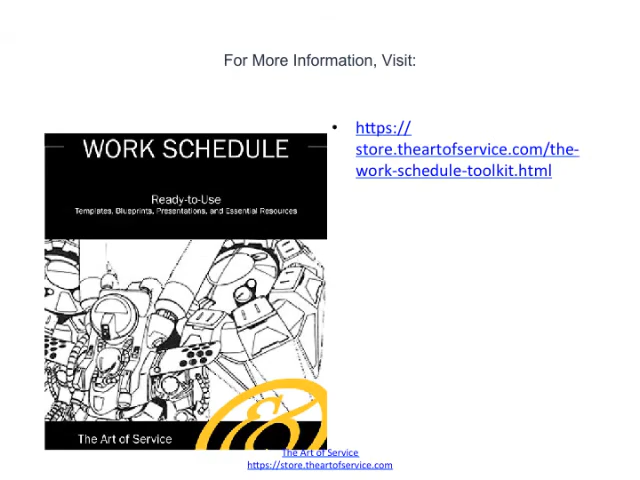 For More Information, Visit:
• https://
store.theartofservice.com/the-
work-schedule-toolkit.html
WORK SCHEDULE
Ready-to-Use
Templates, Blueprints, Presentations, and Essential Resources
The Art of Service
The Art of Service
https://store.theartofservice.com